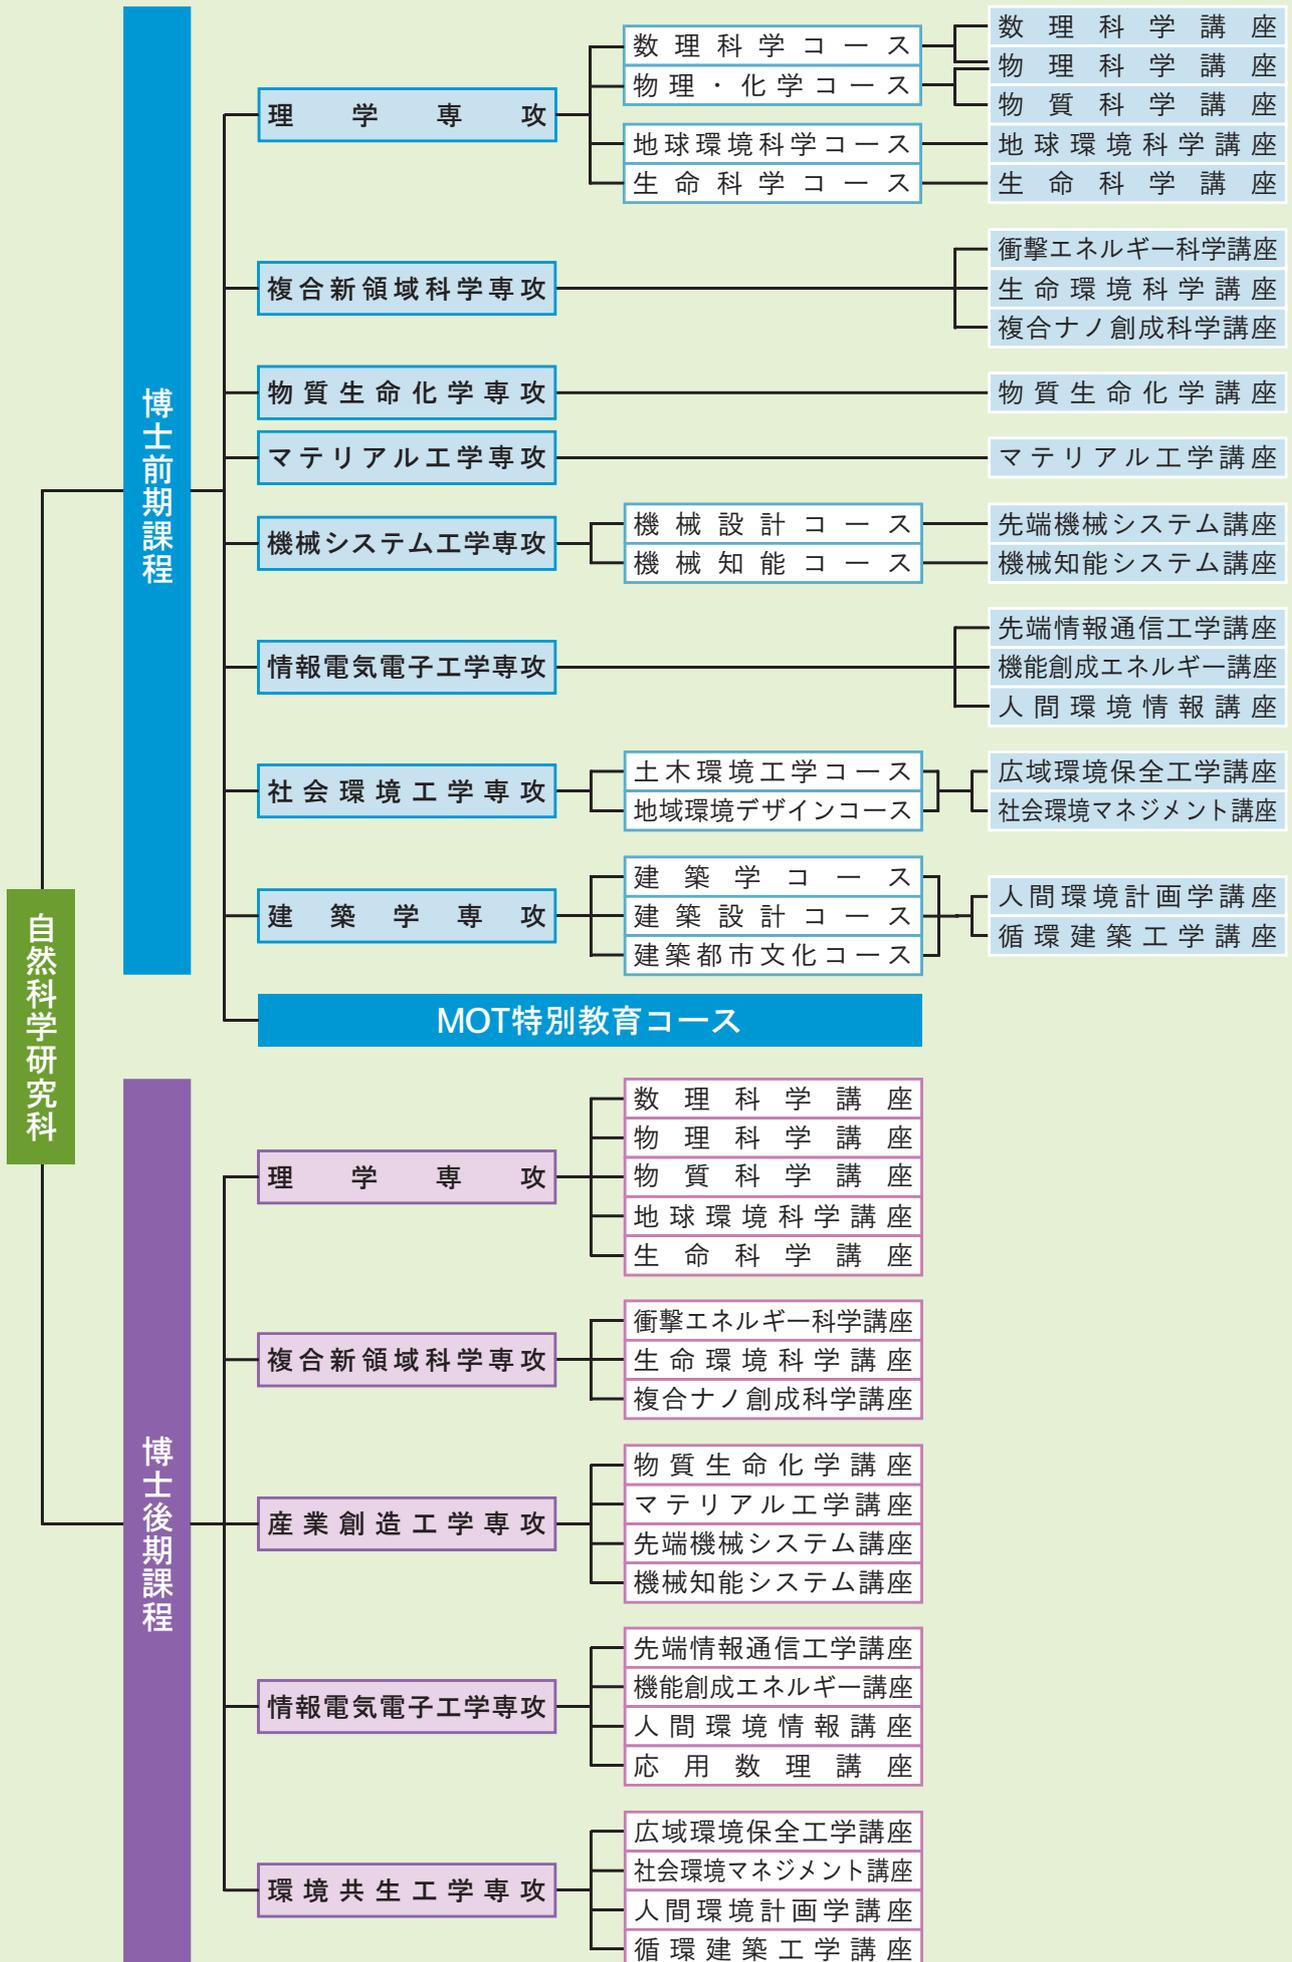 自然科学研究科
博士前期課程
理学専攻
数理科学コース
物理・化学コース
地球環境科学コース
生命科学コース
数理科学講座
物理科学講座
物質科学講座
地球環境科学講座
生命科学講座
複合新領域科学専攻
衝撃エネルギー科学講座
生命環境科学講座
複合ナノ創成科学講座
物質生命化学専攻
物質生命化学講座
マテリアル工学専攻
マテリアル工学講座
機械システム工学専攻
機械設計コース
機械知能コース
先端機械システム講座
機械知能システム講座
情報電気電子工学専攻
先端情報通信工学講座
機能創成エネルギー講座
人間環境情報講座
社会環境工学専攻
土木環境工学コース
地域環境デザインコース
広域環境保全工学講座
社会環境マネジメント講座
建築学専攻
建築学コース
建築設計コース
建築都市文化コース
人間環境計画学講座
循環建築工学講座
MOT特別教育コース
博士後期課程
理学専攻
数理科学講座
物理科学講座
物質科学講座
地球環境科学講座
生命科学講座
複合新領域科学専攻
衝撃エネルギー科学講座
生命環境科学講座
複合ナノ創成科学講座
産業創造工学専攻
物質生命化学講座
マテリアル工学講座
先端機械システム講座
機械知能システム講座
情報電気電子工学専攻
先端情報通信工学講座
機能創成エネルギー講座
人間環境情報講座
応用数理講座
環境共生工学専攻
広域環境保全工学講座
社会環境マネジメント講座
人間環境計画学講座
循環建築工学講座